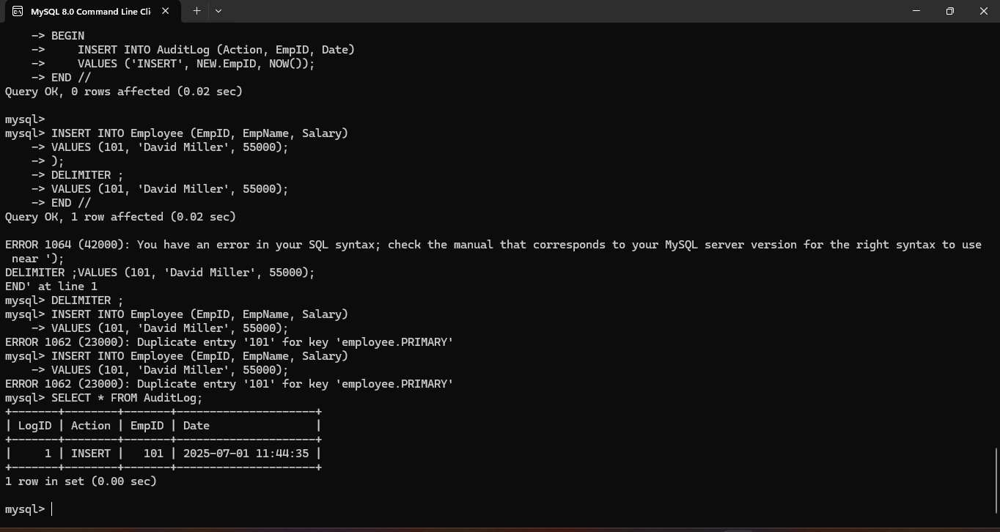 MySQL 8.0 Command Line Cli
    -> BEGIN
    ->     INSERT INTO AuditLog (Action, EmpID, Date)
    ->     VALUES ('INSERT', NEW.EmpID, NOW());
    -> END //
Query OK, 0 rows affected (0.02 sec)

mysql>
mysql> INSERT INTO Employee (EmpID, EmpName, Salary)
    -> VALUES (101, 'David Miller', 55000);
    -> );
    -> DELIMITER ;
    -> VALUES (101, 'David Miller', 55000);
    -> END //
Query OK, 1 row affected (0.02 sec)

ERROR 1064 (42000): You have an error in your SQL syntax; check the manual that corresponds to your MySQL server version for the right syntax to use
 near ');
DELIMITER ;VALUES (101, 'David Miller', 55000);
END' at line 1
mysql> DELIMITER ;
mysql> INSERT INTO Employee (EmpID, EmpName, Salary)
    -> VALUES (101, 'David Miller', 55000);
ERROR 1062 (23000): Duplicate entry '101' for key 'employee.PRIMARY'
mysql> INSERT INTO Employee (EmpID, EmpName, Salary)
    -> VALUES (101, 'David Miller', 55000);
ERROR 1062 (23000): Duplicate entry '101' for key 'employee.PRIMARY'
mysql> SELECT * FROM AuditLog;
+-------+--------+-------+---------------------+
| LogID | Action | EmpID | Date                |
+-------+--------+-------+---------------------+
|     1 | INSERT |   101 | 2025-07-01 11:44:35 |
+-------+--------+-------+---------------------+
1 row in set (0.00 sec)

mysql>